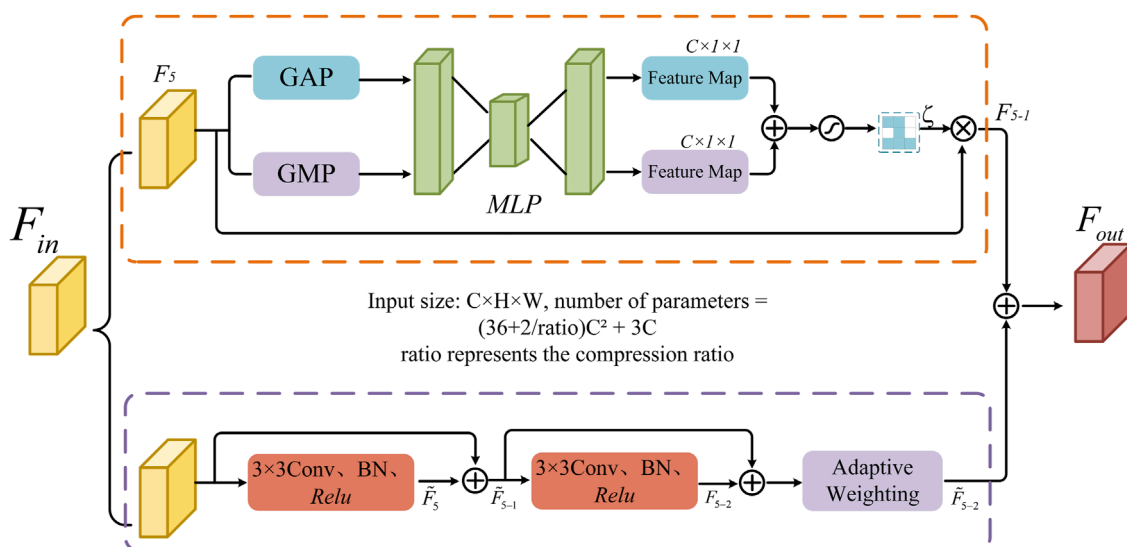 F₅
GAP
GMP
MLP
C×1×1
Feature Map
C×1×1
Feature Map
ζ
F₅₋₁
F_in
F_out
Input size: C×H×W, number of parameters =
(36+2/ratio)C² + 3C
ratio represents the compression ratio
3×3Conv、BN、
Relu
F̃₅
F̃₅₋₁
3×3Conv、BN、
Relu
F₅₋₂
Adaptive
Weighting
F̃₅₋₂